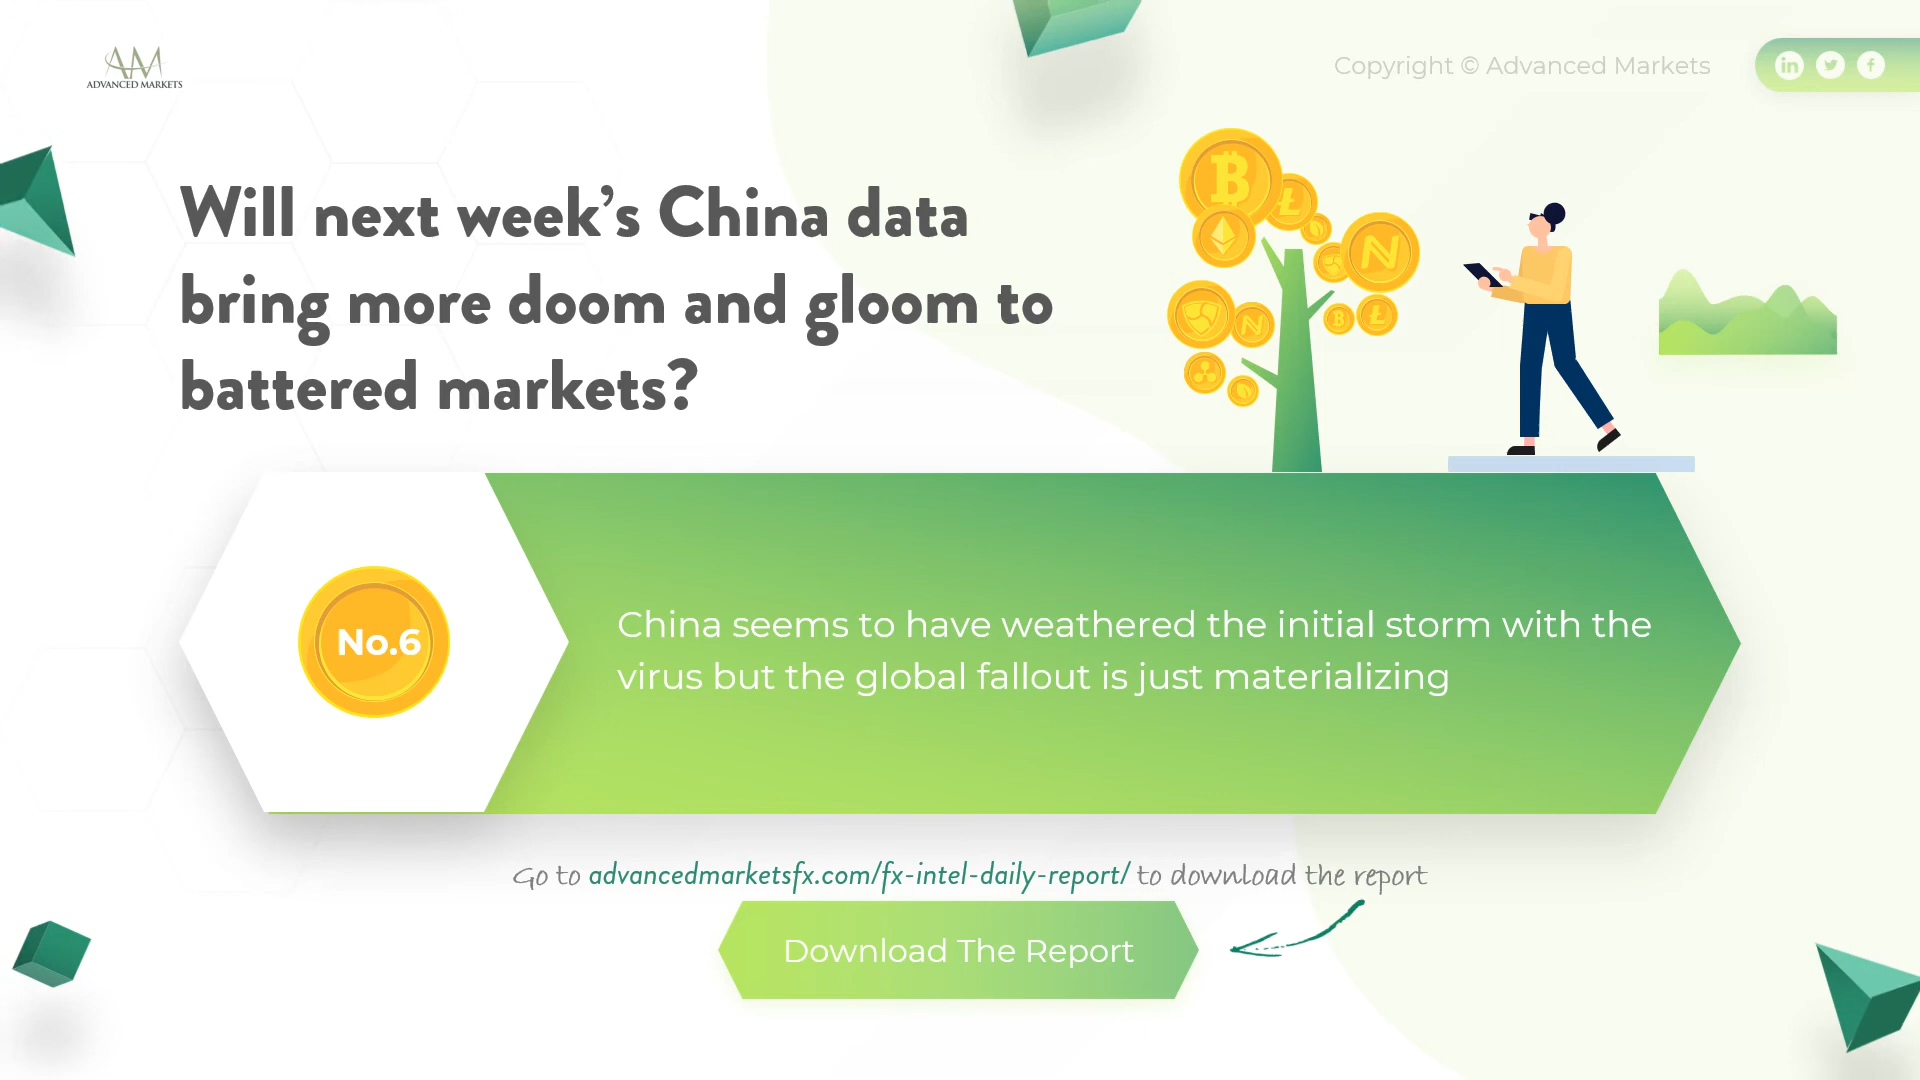 AM
ADVANCED MARKETS
Copyright © Advanced Markets
in
f
Will next week’s China data
bring more doom and gloom to
battered markets?
No.6
China seems to have weathered the initial storm with the
virus but the global fallout is just materializing
Go to advancedmarketsfx.com/fx-intel-daily-report/ to download the report
Download The Report